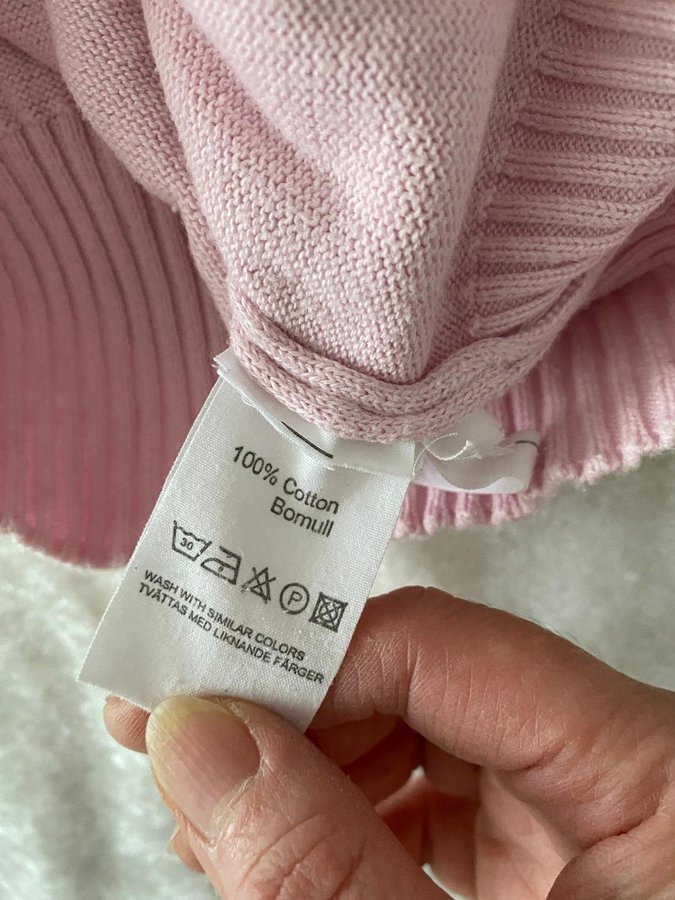 100% Cotton
Bomull
30 P
WASH WITH SIMILAR COLORS
TVÄTTAS MED LIKNANDE FÄRGER